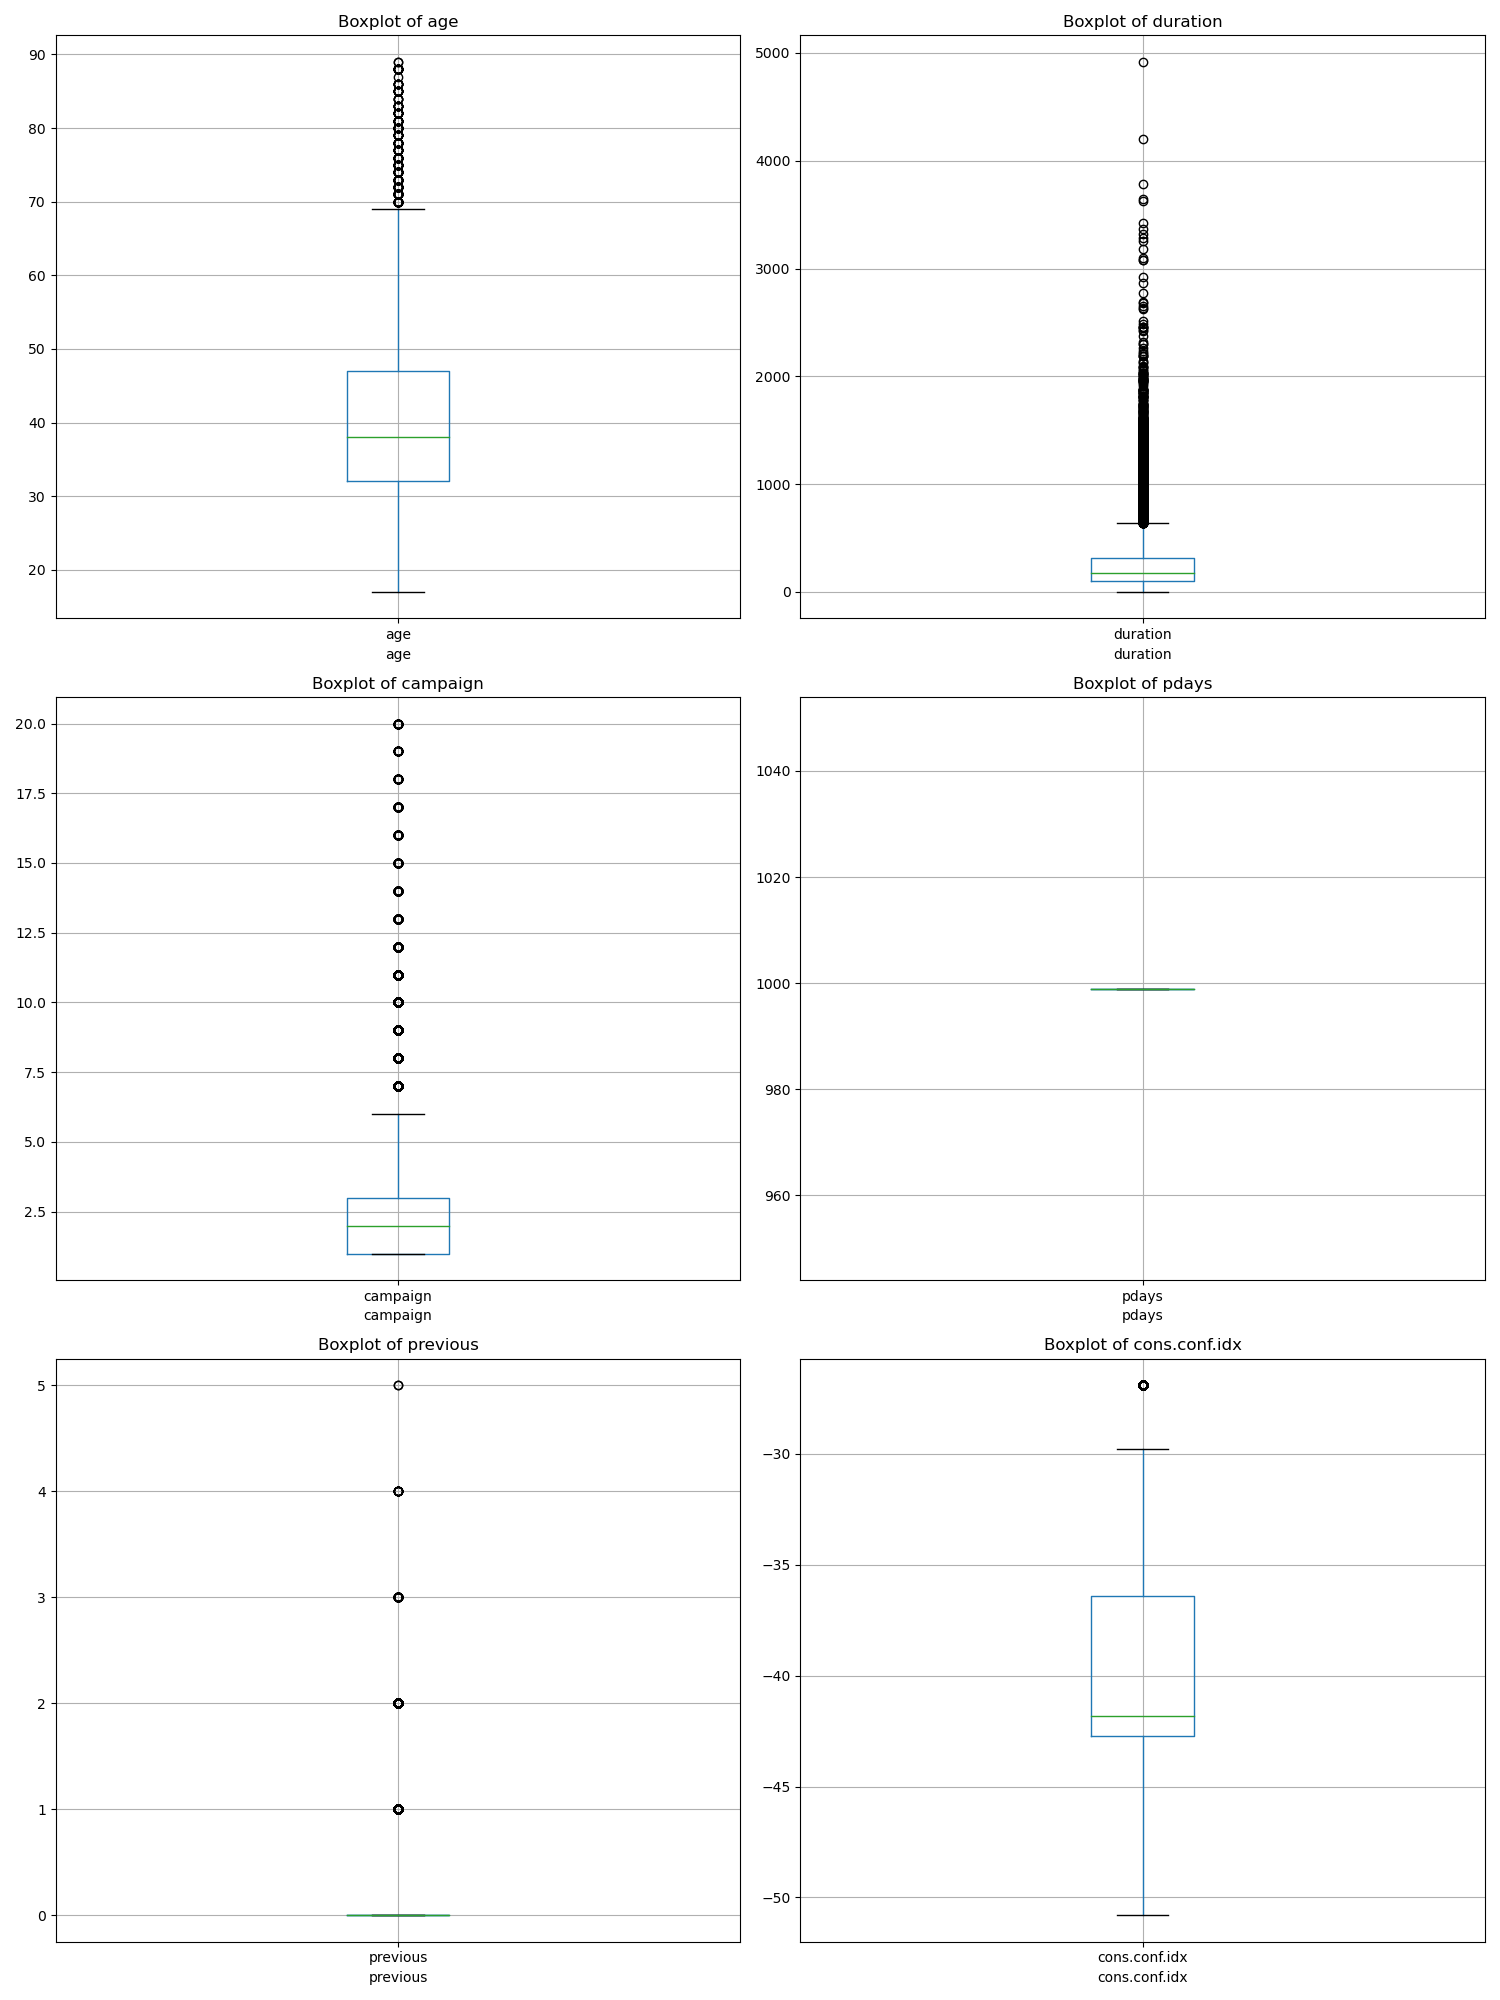 Boxplot of age
90
80
70
60
50
40
30
20
age
age
Boxplot of duration
5000
4000
3000
2000
1000
0
duration
duration
Boxplot of campaign
20.0
17.5
15.0
12.5
10.0
7.5
5.0
2.5
campaign
campaign
Boxplot of pdays
1040
1020
1000
980
960
pdays
pdays
Boxplot of previous
5
4
3
2
1
0
previous
previous
Boxplot of cons.conf.idx
−30
−35
−40
−45
−50
cons.conf.idx
cons.conf.idx